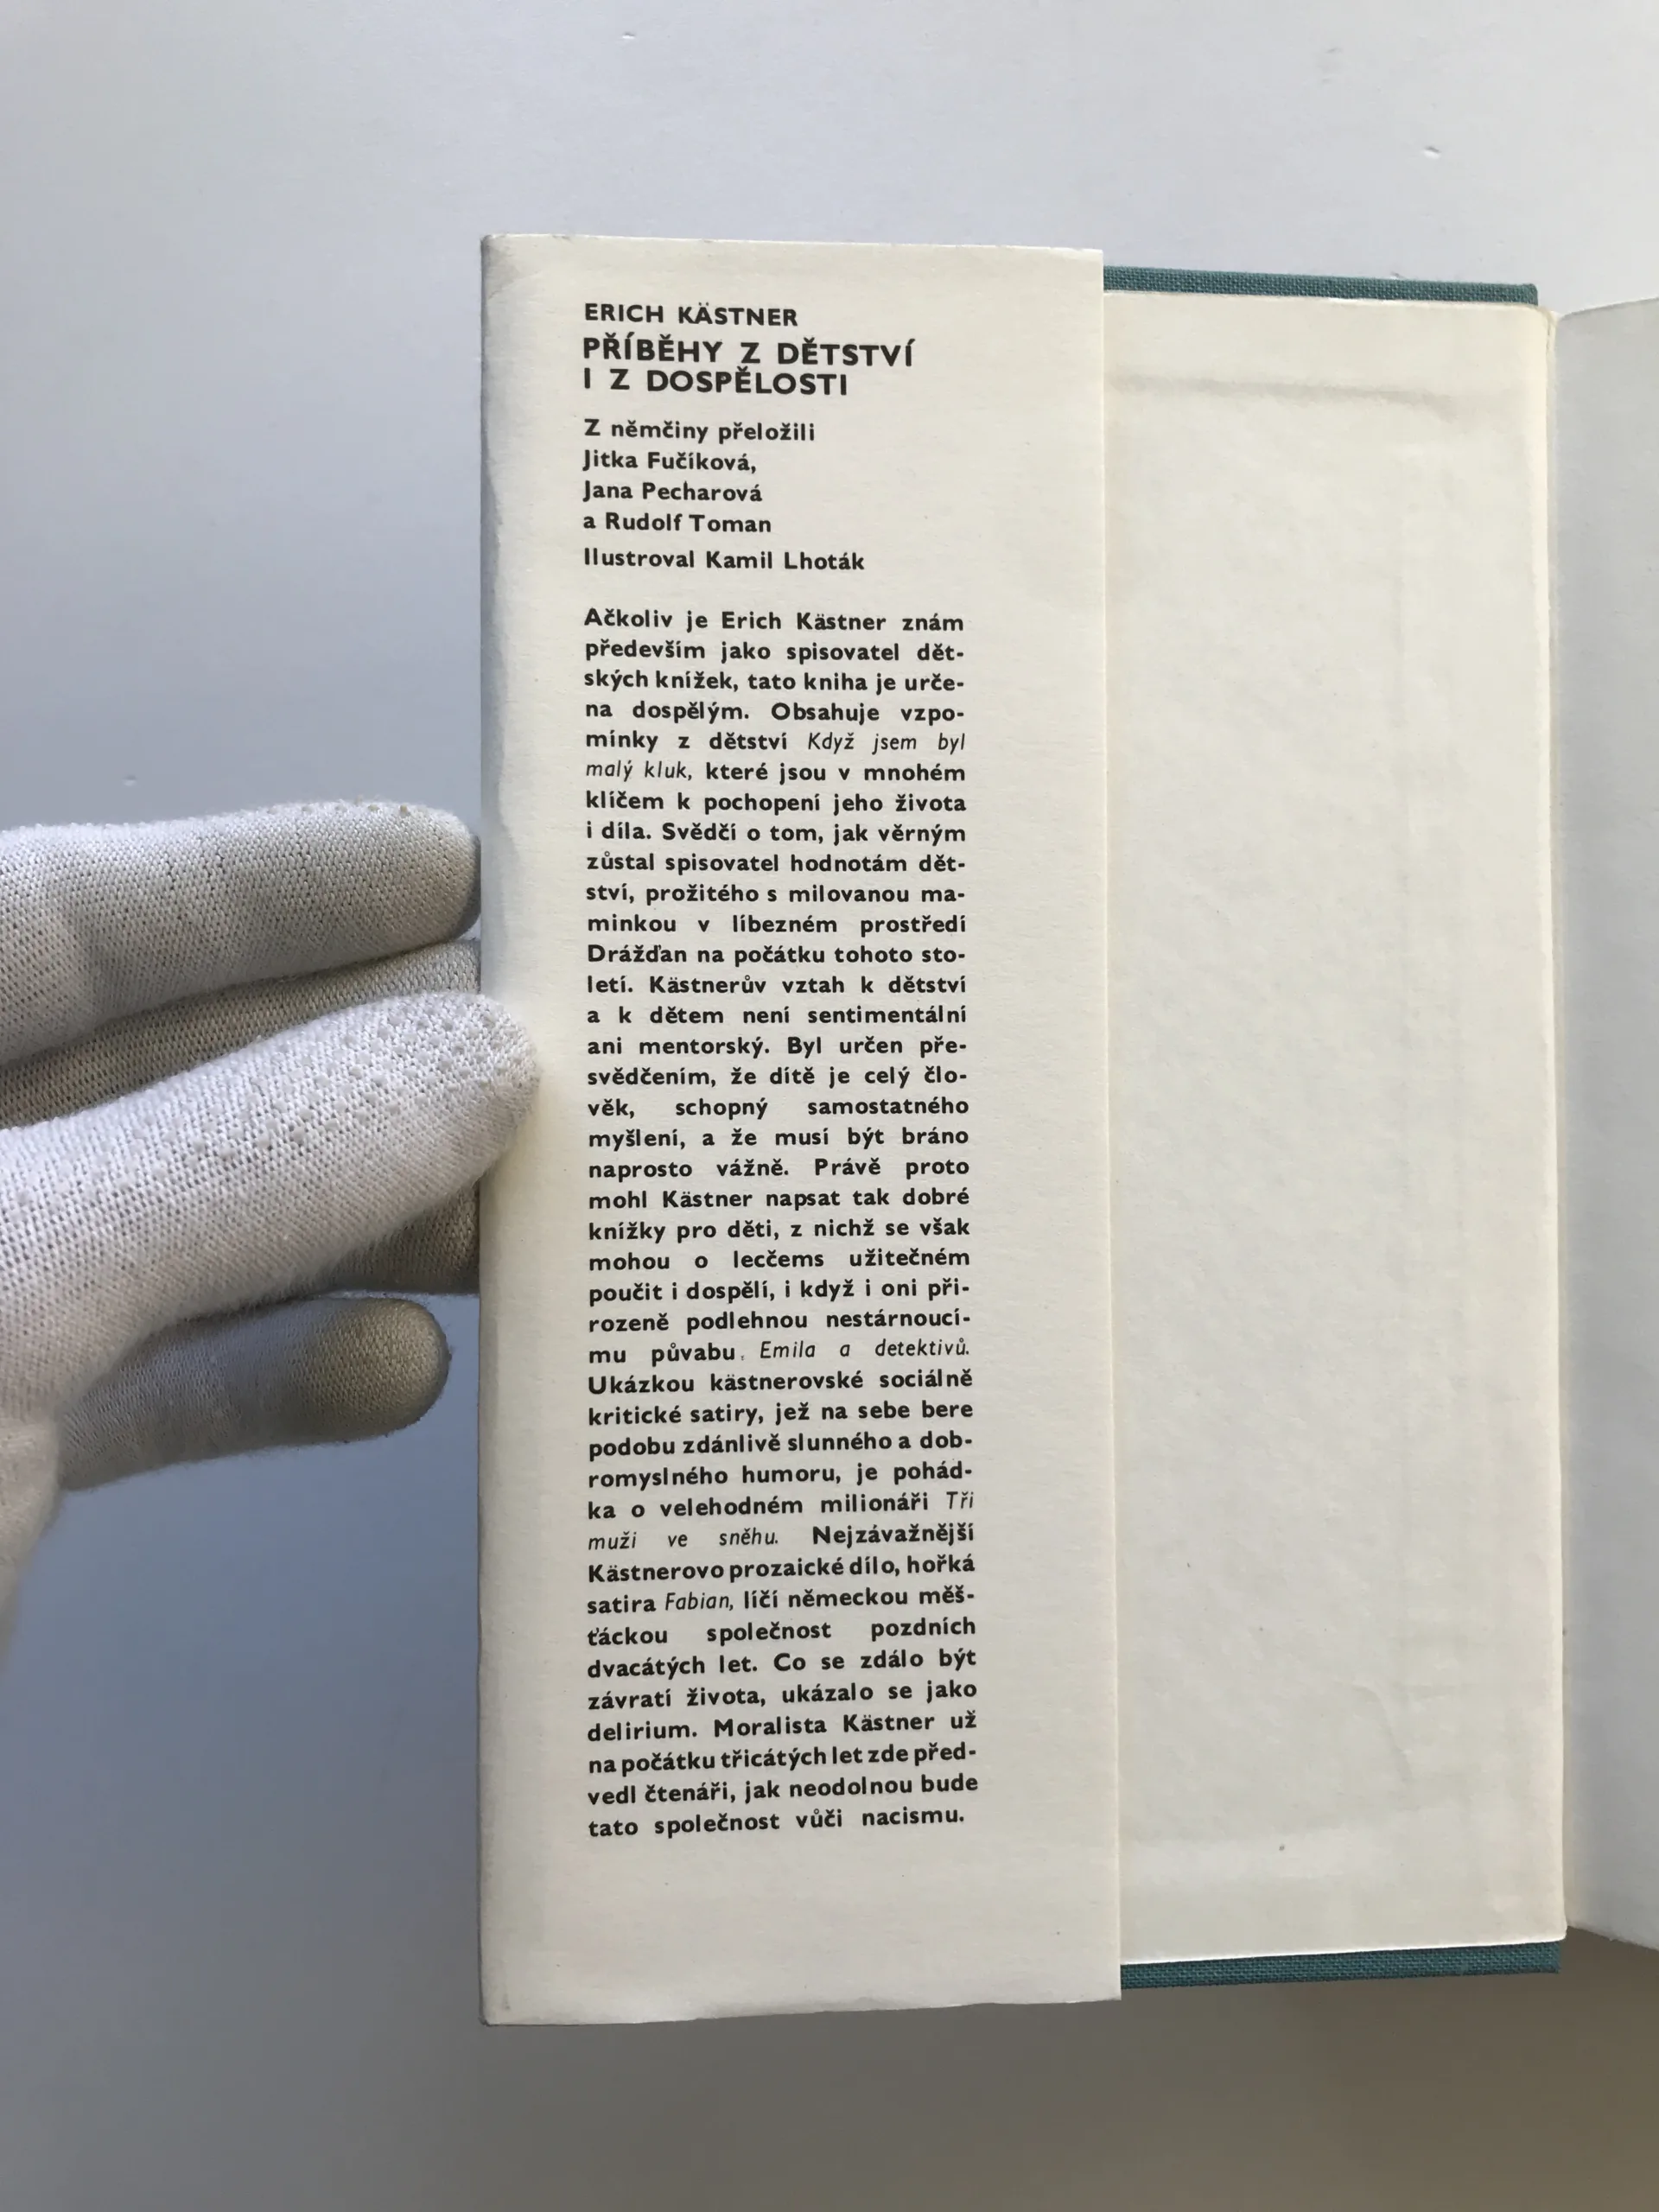 ERICH KÄSTNER
PŘÍBĚHY Z DĚTSTVÍ
I Z DOSPĚLOSTI
Z němčiny přeložili
Jitka Fučíková,
Jana Pecharová
a Rudolf Toman
Ilustroval Kamil Lhoták
Ačkoliv je Erich Kästner znám
především jako spisovatel dět-
ských knížek, tato kniha je urče-
na dospělým. Obsahuje vzpo-
mínky z dětství Když jsem byl
malý kluk, které jsou v mnohém
klíčem k pochopení jeho života
i díla. Svědčí o tom, jak věrným
zůstal spisovatel hodnotám dět-
ství, prožitého s milovanou ma-
minkou v líbezném prostředí
Drážďan na počátku tohoto sto-
letí. Kästnerův vztah k dětství
a k dětem není sentimentální
ani mentorský. Byl určen pře-
svědčením, že dítě je celý člo-
věk, schopný samostatného
myšlení, a že musí být bráno
naprosto vážně. Právě proto
mohl Kästner napsat tak dobré
knížky pro děti, z nichž se však
mohou o lecčems užitečném
poučit i dospělí, i když i oni při-
rozeně podlehnou nestárnoucí-
mu půvabu. Emila a detektivů.
Ukázkou kästnerovské sociálně
kritické satiry, jež na sebe bere
podobu zdánlivě slunného a dob-
romyslného humoru, je pohád-
ka o velehodném milionáři Tři
muži ve sněhu. Nejzávažnější
Kästnerovo prozaické dílo, hořká
satira Fabian, líčí německou měš-
ťáckou společnost pozdních
dvacátých let. Co se zdálo být
závratí života, ukázalo se jako
delirium. Moralista Kästner už
na počátku třicátých let zde před-
vedl čtenáři, jak neodolnou bude
tato společnost vůči nacismu.